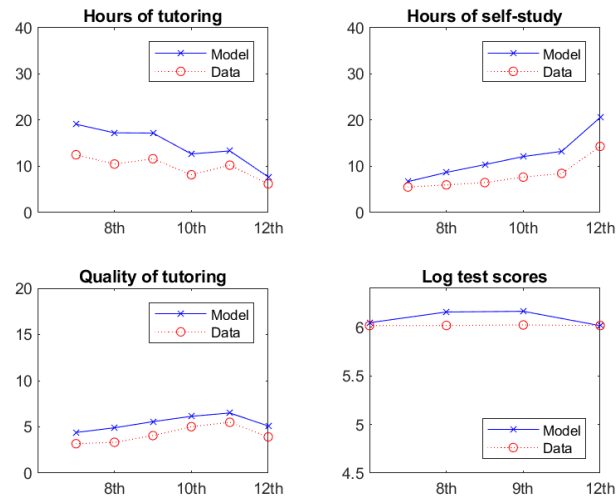 Hours of tutoring
40
30
20
10
0
8th 10th 12th
Model
Data
Hours of self-study
40
30
20
10
0
8th 10th 12th
Model
Data
Quality of tutoring
20
15
10
5
0
8th 10th 12th
Model
Data
Log test scores
6
5.5
5
4.5
8th 9th 12th
Model
Data